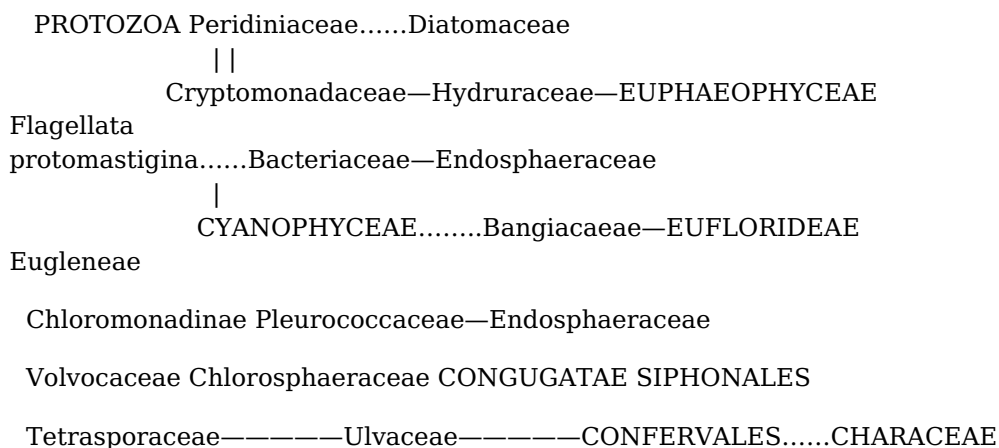 PROTOZOA Peridiniaceae......Diatomaceae
| |
Cryptomonadaceae—Hydruraceae—EUPHAEOPHYCEAE
Flagellata
protomastigina......Bacteriaceae—Endosphaeraceae
|
CYANOPHYCEAE........Bangiacaeae—EUFLORIDEAE
Eugleneae
Chloromonadinae Pleurococcaceae—Endosphaeraceae
Volvocaceae Chlorosphaeraceae CONGUGATAE SIPHONALES
Tetrasporaceae—————Ulvaceae—————CONFERVALES......CHARACEAE